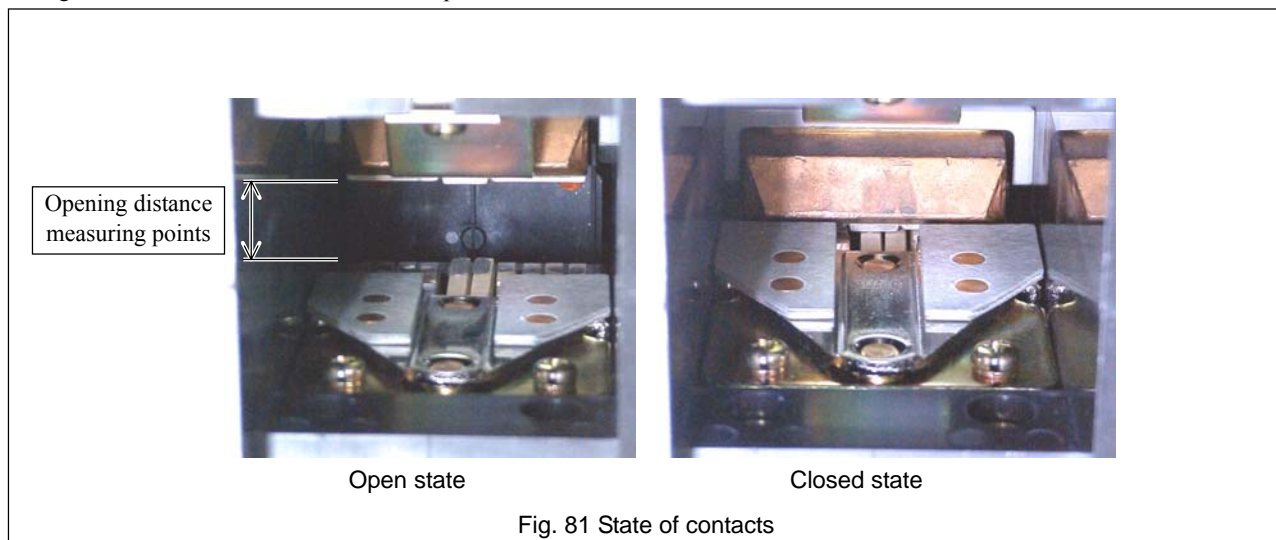 Opening distance
measuring points
Open state
Closed state
Fig. 81 State of contacts